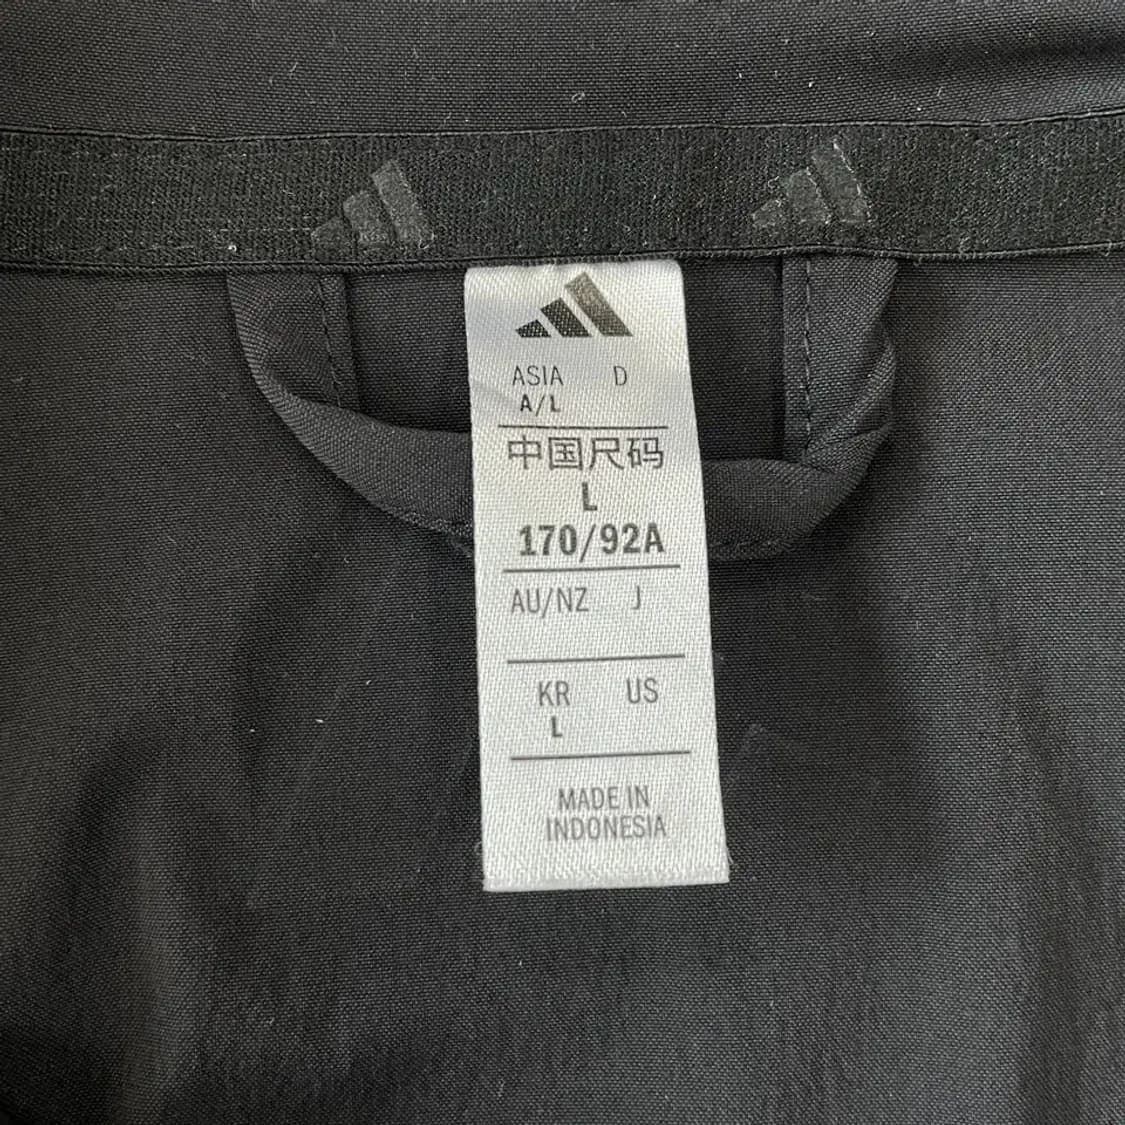 ASIA D
A/L
中国尺码
L
170/92A
AU/NZ J
KR US
L
MADE IN
INDONESIA